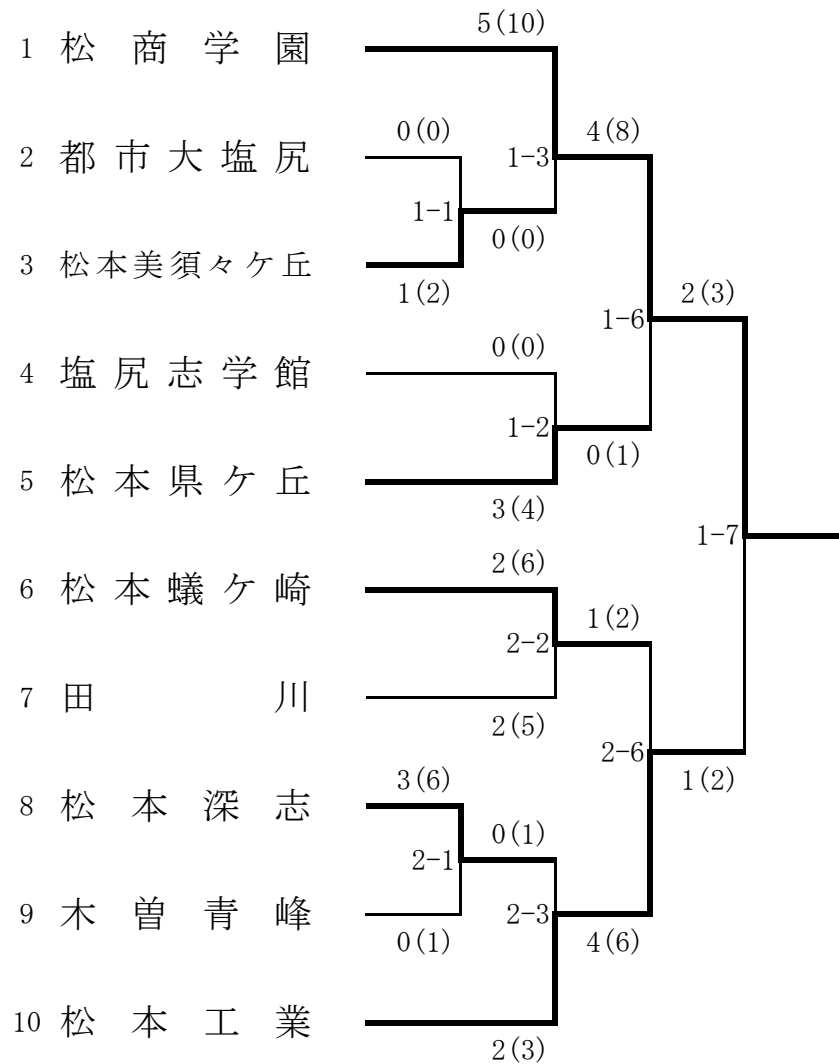 5(10)
1 松商学園
0(0) 4(8)
2 都市大塩尻 1-3
1-1
0(0)
3 松本美須々ケ丘
1(2) 2(3)
1-6
0(0)
4 塩尻志学館
1-2
0(1)
5 松本県ケ丘
3(4)
1-7
2(6)
6 松本蟻ケ崎
1(2)
2-2
7 田川
2(5)
2-6
3(6) 1(2)
8 松本深志
0(1)
2-1
9 木曽青峰 2-3
0(1) 4(6)
10 松本工業
2(3)